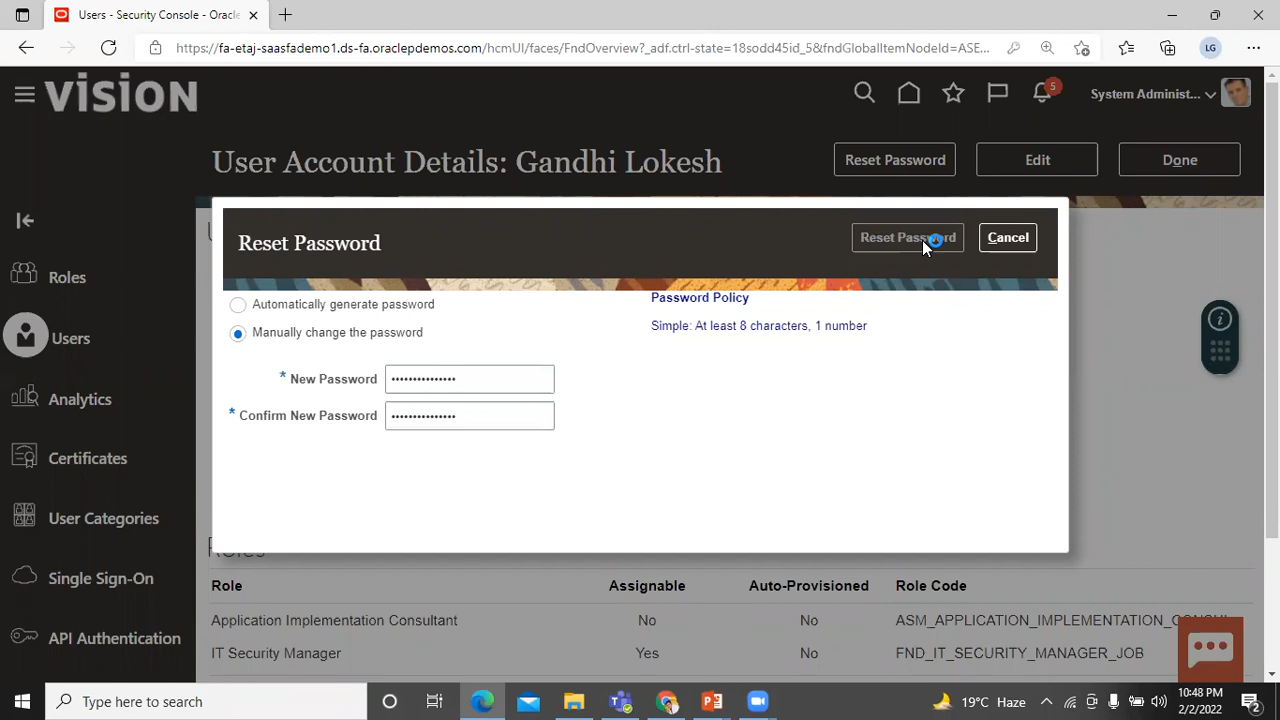 Users - Security Console - Oracle
https://fa-etaj-saasfademo1.ds-fa.oraclepdemos.com/hcmUI/faces/FndOverview?_adf.ctrl-state=18sodd45id_5&fndGlobalItemNodeId=ASE...
LG
vision
5
System Administ...
User Account Details: Gandhi Lokesh
Reset Password
Edit
Done
Reset Password
Reset Password
Cancel
Automatically generate password
Password Policy
Manually change the password
Simple: At least 8 characters, 1 number
* New Password
•••••••••••••••
* Confirm New Password
•••••••••••••••
Roles
Users
Analytics
Certificates
User Categories
Single Sign-On
API Authentication
Roles
Role
Assignable
Auto-Provisioned
Role Code
Application Implementation Consultant
No
No
IT Security Manager
Yes
No
FND_IT_SECURITY_MANAGER_JOB
Type here to search
19°C Haze
10:48 PM
2/2/2022
2